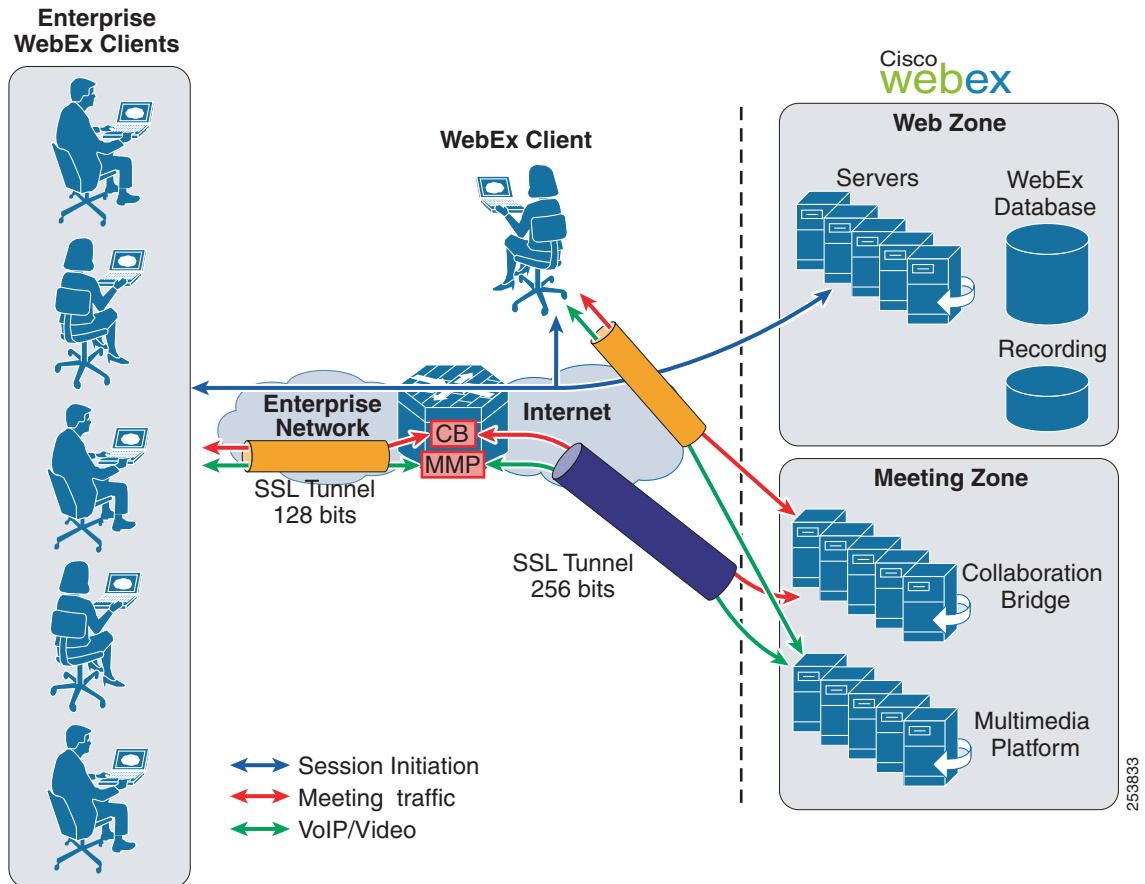 Enterprise
WebEx Clients
Cisco
webex
Web Zone
WebEx Client
Servers
WebEx
Database
Recording
Enterprise
Network
Internet
CB
MMP
SSL Tunnel
128 bits
Meeting Zone
SSL Tunnel
256 bits
Collaboration
Bridge
Multimedia
Platform
Session Initiation
Meeting traffic
VoIP/Video
253833